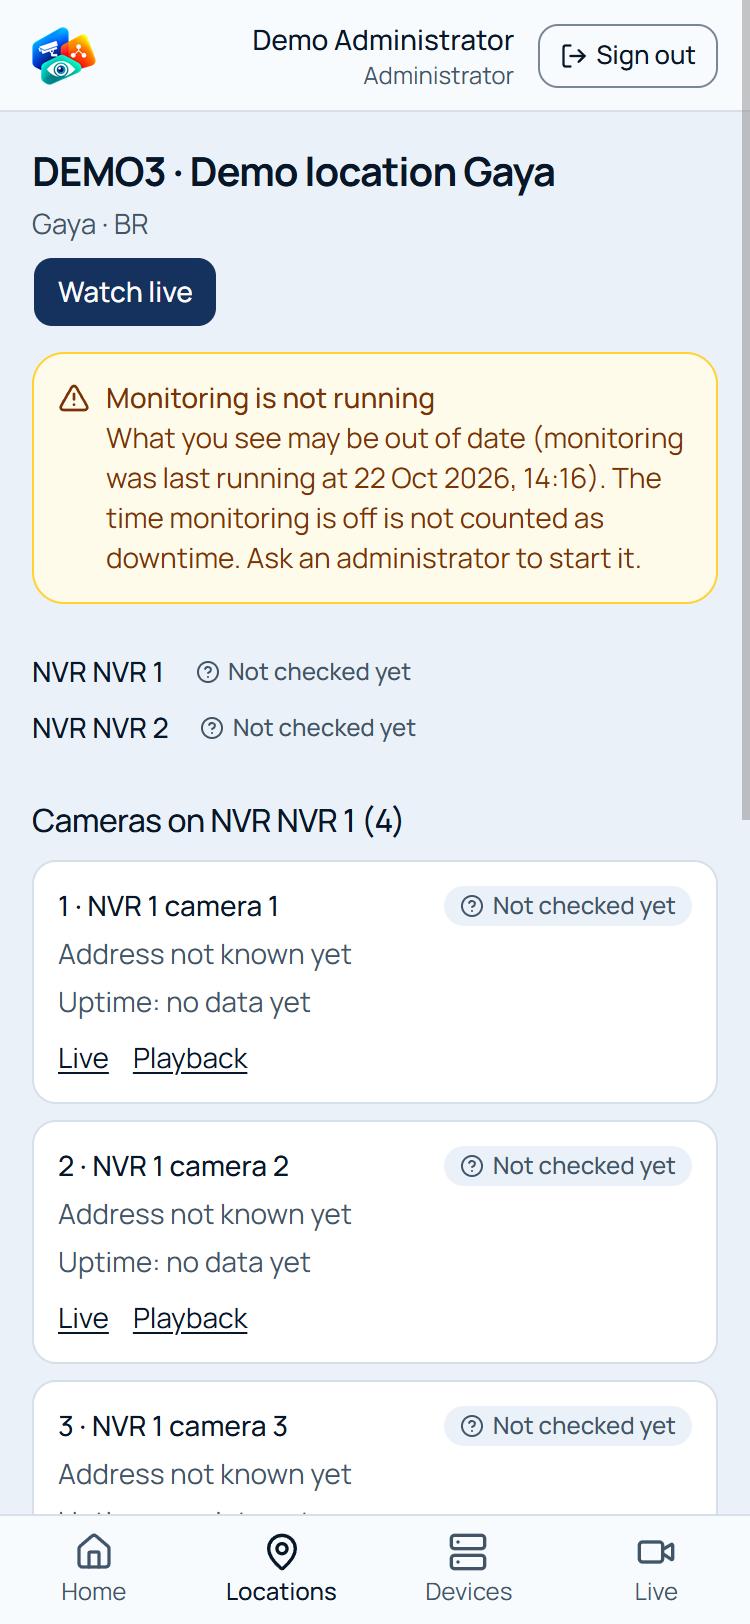 Demo Administrator
Administrator
Sign out
DEMO3 · Demo location Gaya
Gaya · BR
Watch live
Monitoring is not running
What you see may be out of date (monitoring
was last running at 22 Oct 2026, 14:16). The
time monitoring is off is not counted as
downtime. Ask an administrator to start it.
NVR NVR 1 Not checked yet
NVR NVR 2 Not checked yet
Cameras on NVR NVR 1 (4)
1 · NVR 1 camera 1 Not checked yet
Address not known yet
Uptime: no data yet
Live Playback
2 · NVR 1 camera 2 Not checked yet
Address not known yet
Uptime: no data yet
Live Playback
3 · NVR 1 camera 3 Not checked yet
Address not known yet
Home Locations Devices Live